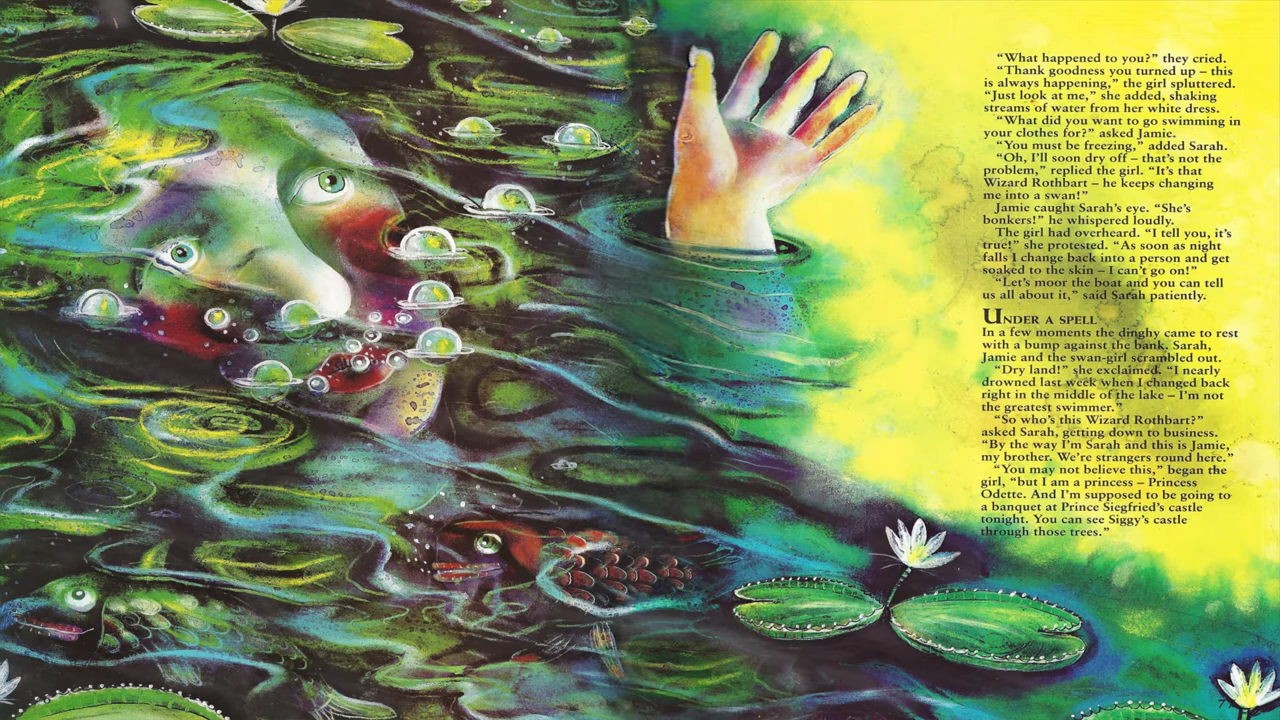 “What happened to you?” they cried.
“Thank goodness you turned up – this
is always happening,” the girl spluttered.
“Just look at me,” she added, shaking
streams of water from her white dress.
“What did you want to go swimming in
your clothes for?” asked Jamie.
“You must be freezing,” added Sarah.
“Oh, I’ll soon dry off – that’s not the
problem,” replied the girl. “It’s that
Wizard Rothbart – he keeps changing
me into a swan!”
Jamie caught Sarah’s eye. “She’s
bonkers!” he whispered loudly.
The girl had overheard. “I tell you, it’s
true!” she protested. “As soon as night
falls I change back into a person and get
soaked to the skin – I can’t go on!”
“Let’s moor the boat and you can tell
us all about it,” said Sarah patiently.
UNDER A SPELL
In a few moments the dinghy came to rest
with a bump against the bank. Sarah,
Jamie and the swan-girl scrambled out.
“Dry land!” she exclaimed. “I nearly
drowned last week when I changed back
right in the middle of the lake – I’m not
the greatest swimmer.”
“So who’s this Wizard Rothbart?”
asked Sarah, getting down to business.
“By the way I’m Sarah and this is Jamie,
my brother. We’re strangers round here.”
“You may not believe this,” began the
girl, “but I am a princess – Princess
Odette. And I’m supposed to be going to
a banquet at Prince Siegfried’s castle
tonight. You can see Siggy’s castle
through those trees.”